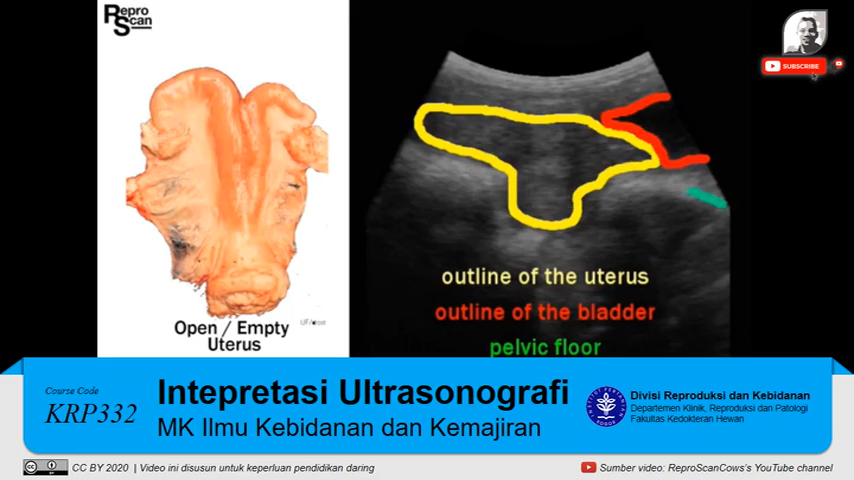 Repro
Scan
SUBSCRIBE
Open / Empty
Uterus
outline of the uterus
outline of the bladder
pelvic floor
Course Code
KRP332
Intepretasi Ultrasonografi
MK Ilmu Kebidanan dan Kemajiran
Divisi Reproduksi dan Kebidanan
Departemen Klinik, Reproduksi dan Patologi
Fakultas Kedokteran Hewan
CC BY 2020 | Video ini disusun untuk keperluan pendidikan daring
Sumber video: ReproScanCows's YouTube channel